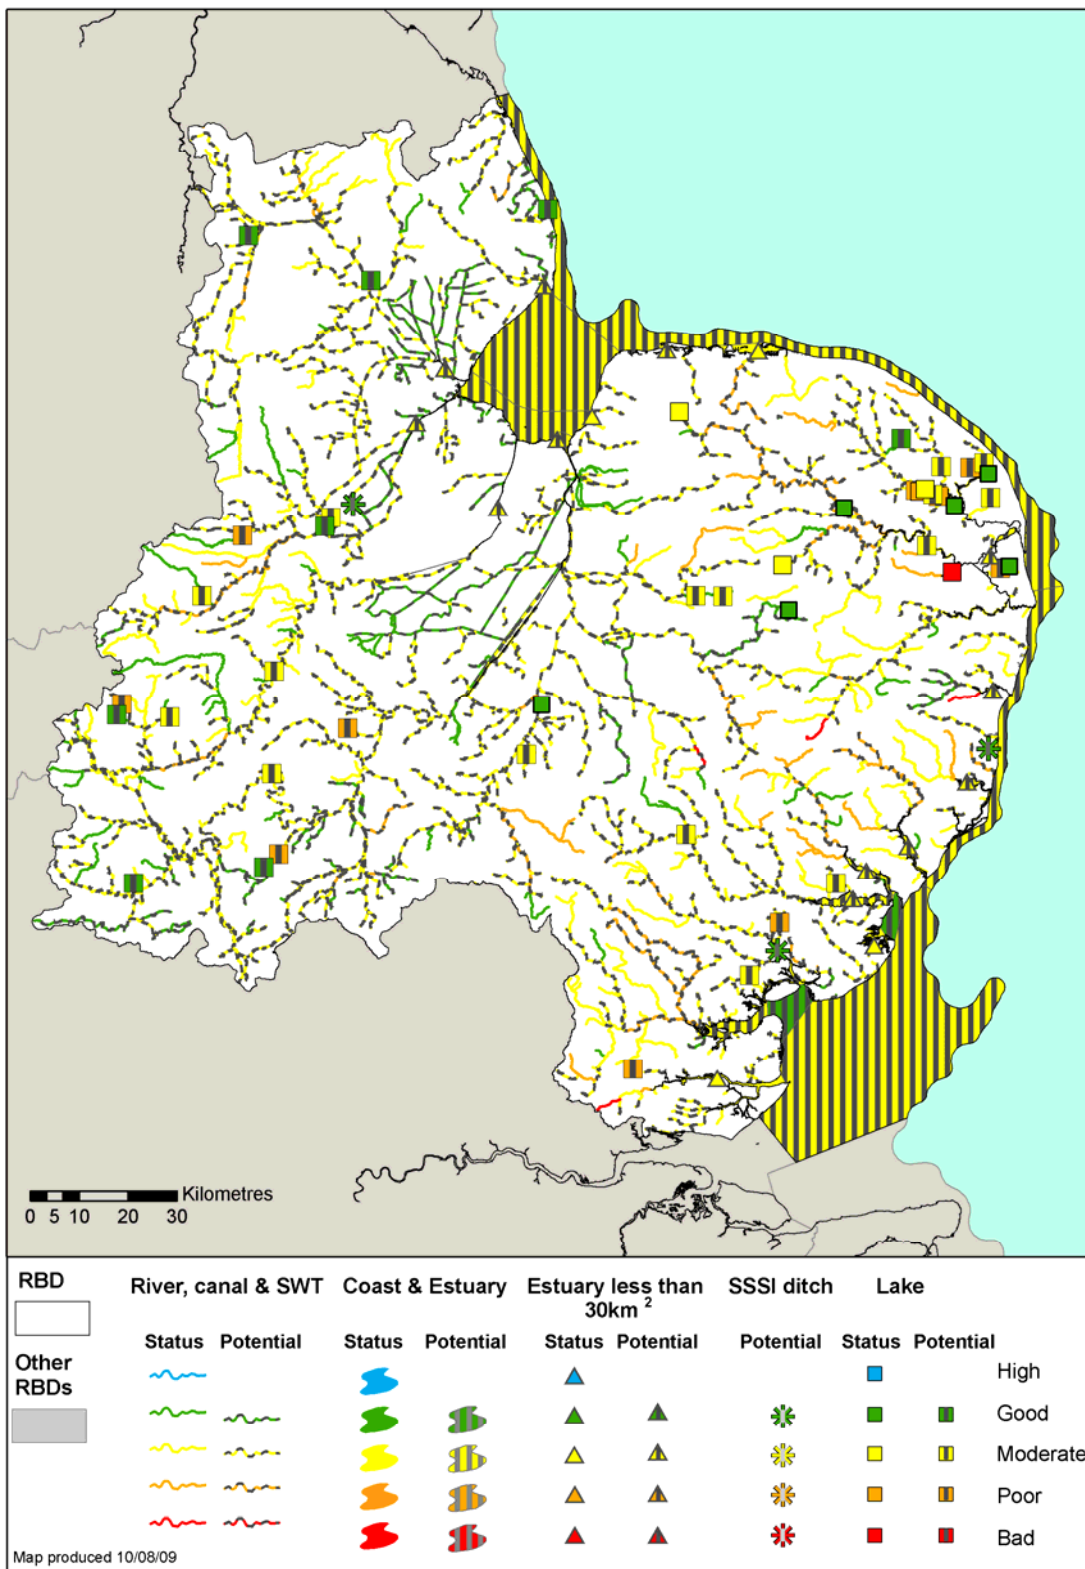 Kilometres
0 5 10 20 30
RBD
River, canal & SWT
Coast & Estuary
Estuary less than
30km 2
SSSI ditch
Lake
Status Potential
Status Potential
Status Potential
Potential
Status Potential
Other
RBDs
High
Good
Moderate
Poor
Bad
Map produced 10/08/09